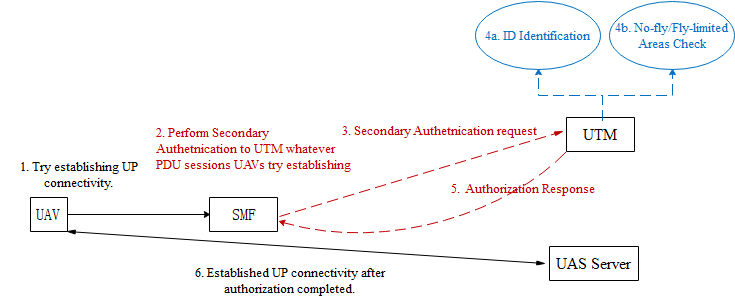 4a. ID Identification
4b. No-fly/Fly-limited
Areas Check
2. Perform Secondary
Authetnication to UTM whatever
PDU sessions UAVs try establishing
3. Secondary Authetnication request
UTM
1. Try establishing UP
connectivity.
5. Authorization Response
UAV
SMF
UAS Server
6. Established UP connectivity after
authorization completed.